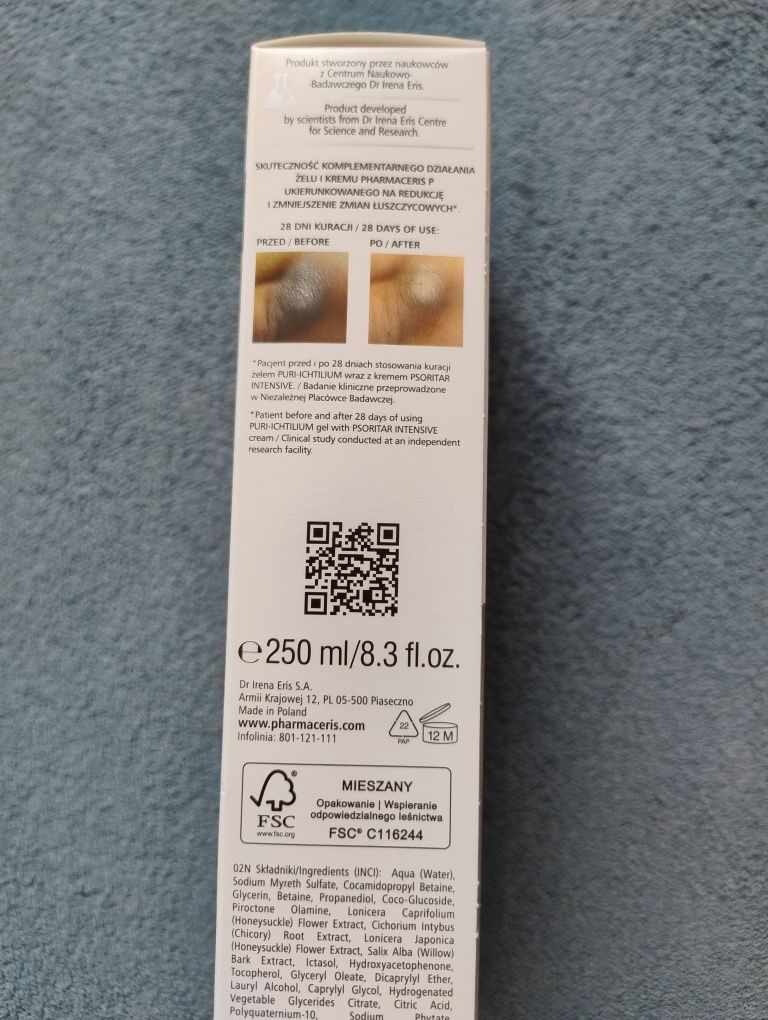 Produkt stworzony przez naukowców
z Centrum Naukowo-
-Badawczego Dr Irena Eris.
Product developed
by scientists from Dr Irena Eris Centre
for Science and Research.
SKUTECZNOŚĆ KOMPLEMENTARNEGO DZIAŁANIA
ŻELU I KREMU PHARMACERIS P
UKIERUNKOWANEGO NA REDUKCJĘ
I ZMNIEJSZENIE ZMIAN ŁUSZCZYCOWYCH*.
28 DNI KURACJI / 28 DAYS OF USE:
PRZED / BEFORE
PO / AFTER
*Pacjent przed i po 28 dniach stosowania kuracji
żelem PURI-ICHTILIUM wraz z kremem PSORITAR
INTENSIVE. / Badanie kliniczne przeprowadzone
w Niezależnej Placówce Badawczej.
*Patient before and after 28 days of using
PURI-ICHTILIUM gel with PSORITAR INTENSIVE
cream / Clinical study conducted at an independent
research facility.
℮250 ml/8.3 fl.oz.
Dr Irena Eris S.A.
Armii Krajowej 12, PL 05-500 Piaseczno
Made in Poland
www.pharmaceris.com
Infolinia: 801-121-111
22
PAP
12 M
FSC®
www.fsc.org
MIESZANY
Opakowanie | Wspieranie
odpowiedzialnego leśnictwa
FSC® C116244
02N Składniki/Ingredients (INCI): Aqua (Water),
Sodium Myreth Sulfate, Cocamidopropyl Betaine,
Glycerin, Betaine, Propanediol, Coco-Glucoside,
Piroctone Olamine, Lonicera Caprifolium
(Honeysuckle) Flower Extract, Cichorium Intybus
(Chicory) Root Extract, Lonicera Japonica
(Honeysuckle) Flower Extract, Salix Alba (Willow)
Bark Extract, Ictasol, Hydroxyacetophenone,
Tocopherol, Glyceryl Oleate, Dicaprylyl Ether,
Lauryl Alcohol, Caprylyl Glycol, Hydrogenated
Vegetable Glycerides Citrate, Citric Acid,
Polyquaternium-10, Sodium Phytate,